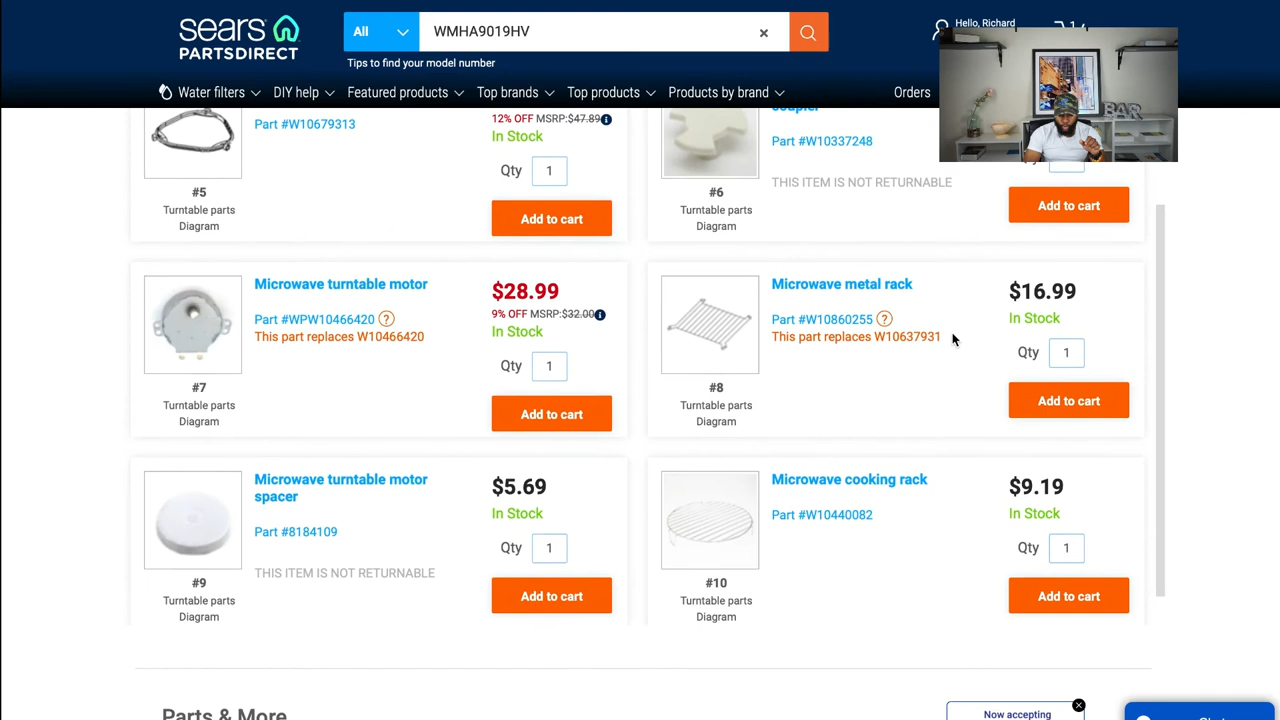 sears
PARTSDIRECT
All
WMHA9019HV
Tips to find your model number
Hello, Richard
Water filters
DIY help
Featured products
Top brands
Top products
Products by brand
Orders
BAR
Part #W10679313
12% OFF MSRP:$47.89
In Stock
Qty 1
Add to cart
#5
Turntable parts
Diagram
coupler
Part #W10337248
THIS ITEM IS NOT RETURNABLE
Add to cart
#6
Turntable parts
Diagram
Microwave turntable motor
Part #WPW10466420 ?
This part replaces W10466420
$28.99
9% OFF MSRP:$32.00
In Stock
Qty 1
Add to cart
#7
Turntable parts
Diagram
Microwave metal rack
Part #W10860255 ?
This part replaces W10637931
$16.99
In Stock
Qty 1
Add to cart
#8
Turntable parts
Diagram
Microwave turntable motor
spacer
Part #8184109
THIS ITEM IS NOT RETURNABLE
$5.69
In Stock
Qty 1
Add to cart
#9
Turntable parts
Diagram
Microwave cooking rack
Part #W10440082
$9.19
In Stock
Qty 1
Add to cart
#10
Turntable parts
Diagram
Parts & More
Now accepting